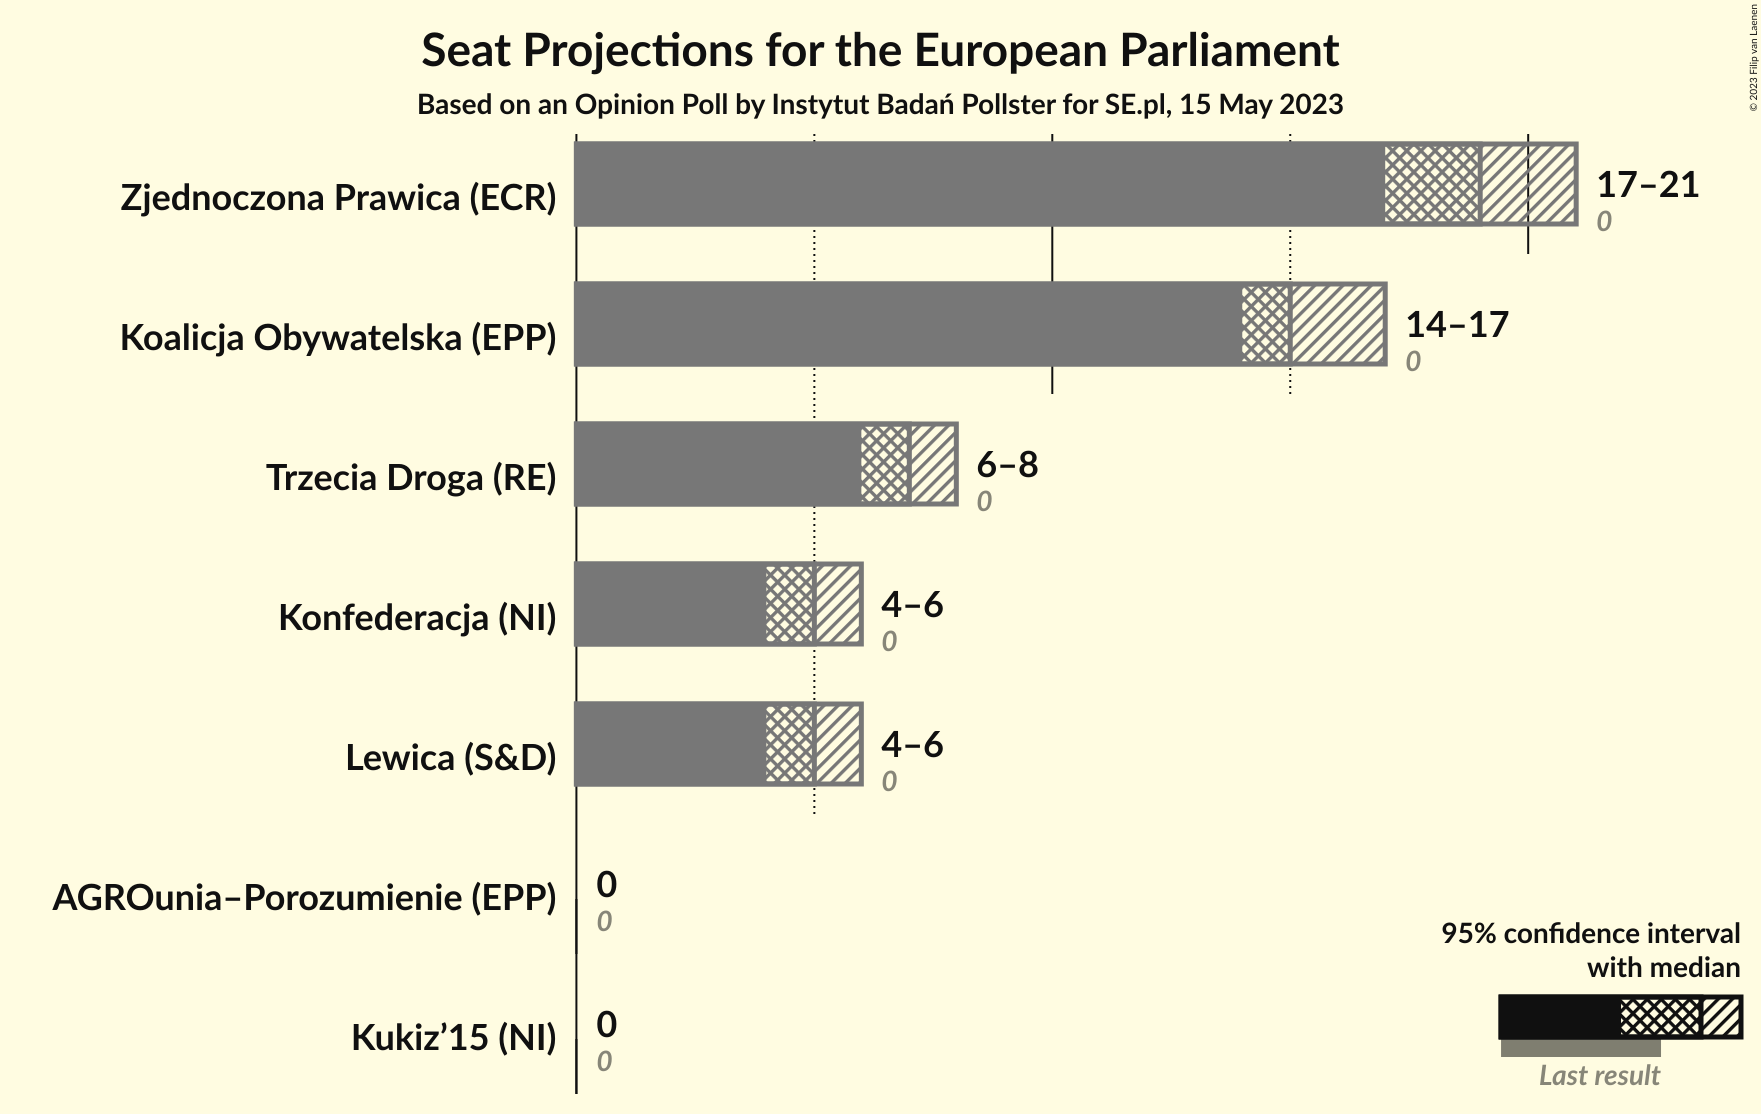 Seat Projections for the European Parliament
Based on an Opinion Poll by Instytut Badań Pollster for SE.pl, 15 May 2023
© 2023 Filip van Laenen
Zjednoczona Prawica (ECR)
17–21
0
Koalicja Obywatelska (EPP)
14–17
0
Trzecia Droga (RE)
6–8
0
Konfederacja (NI)
4–6
0
Lewica (S&D)
4–6
0
AGROunia–Porozumienie (EPP)
0
0
Kukiz’15 (NI)
0
0
95% confidence interval
with median
Last result